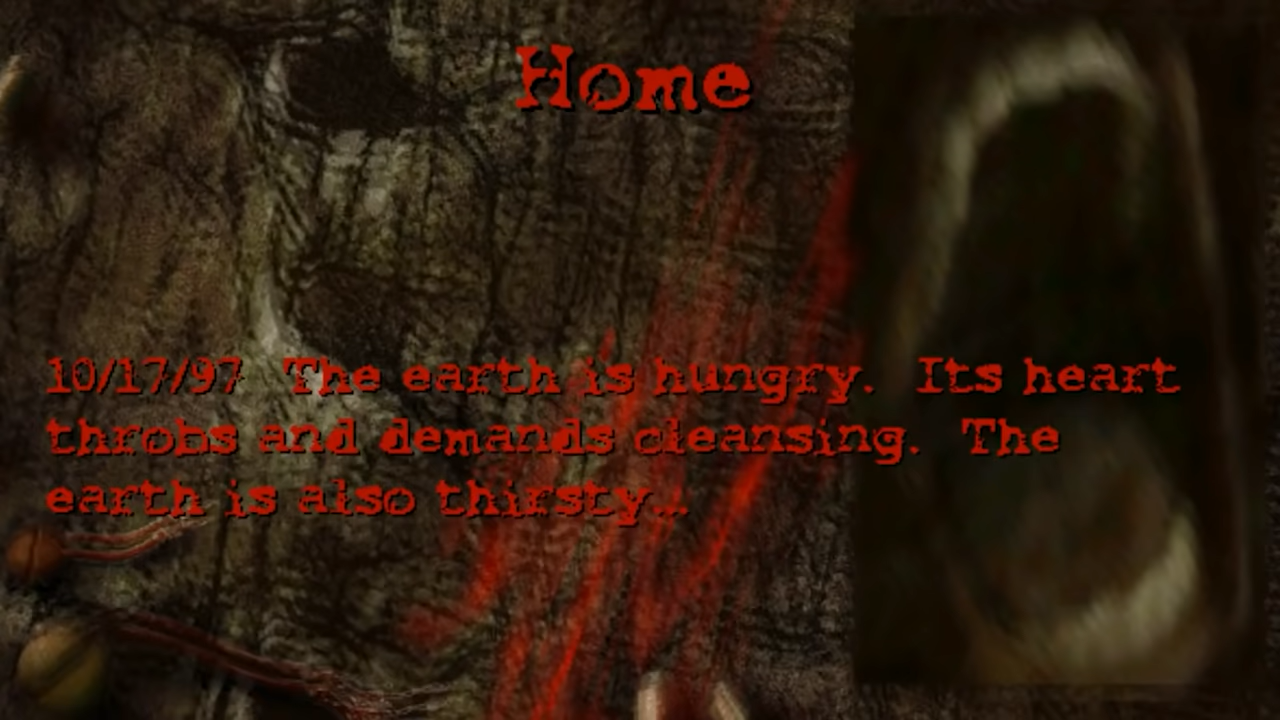 Home
10/17/97  The earth is hungry.  Its heart
throbs and demands cleansing.  The
earth is also thirsty...